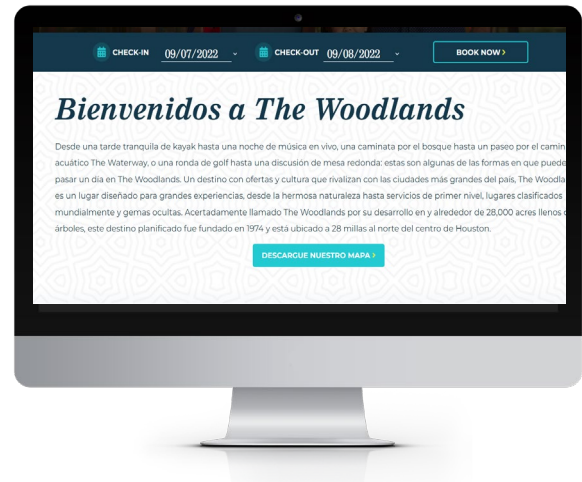 CHECK-IN 09/07/2022 CHECK-OUT 09/08/2022 BOOK NOW >
Bienvenidos a The Woodlands
Desde una tarde tranquila de kayak hasta una noche de música en vivo, una caminata por el bosque hasta un paseo por el camin
acuático The Waterway, o una ronda de golf hasta una discusión de mesa redonda: estas son algunas de las formas en que puede
pasar un día en The Woodlands. Un destino con ofertas y cultura que rivalizan con las ciudades más grandes del país, The Woodla
es un lugar diseñado para grandes experiencias, desde la hermosa naturaleza hasta servicios de primer nivel, lugares clasificados
mundialmente y gemas ocultas. Acertadamente llamado The Woodlands por su desarrollo en y alrededor de 28,000 acres llenos
árboles, este destino planificado fue fundado en 1974 y está ubicado a 28 millas al norte del centro de Houston.
DESCARGUE NUESTRO MAPA >